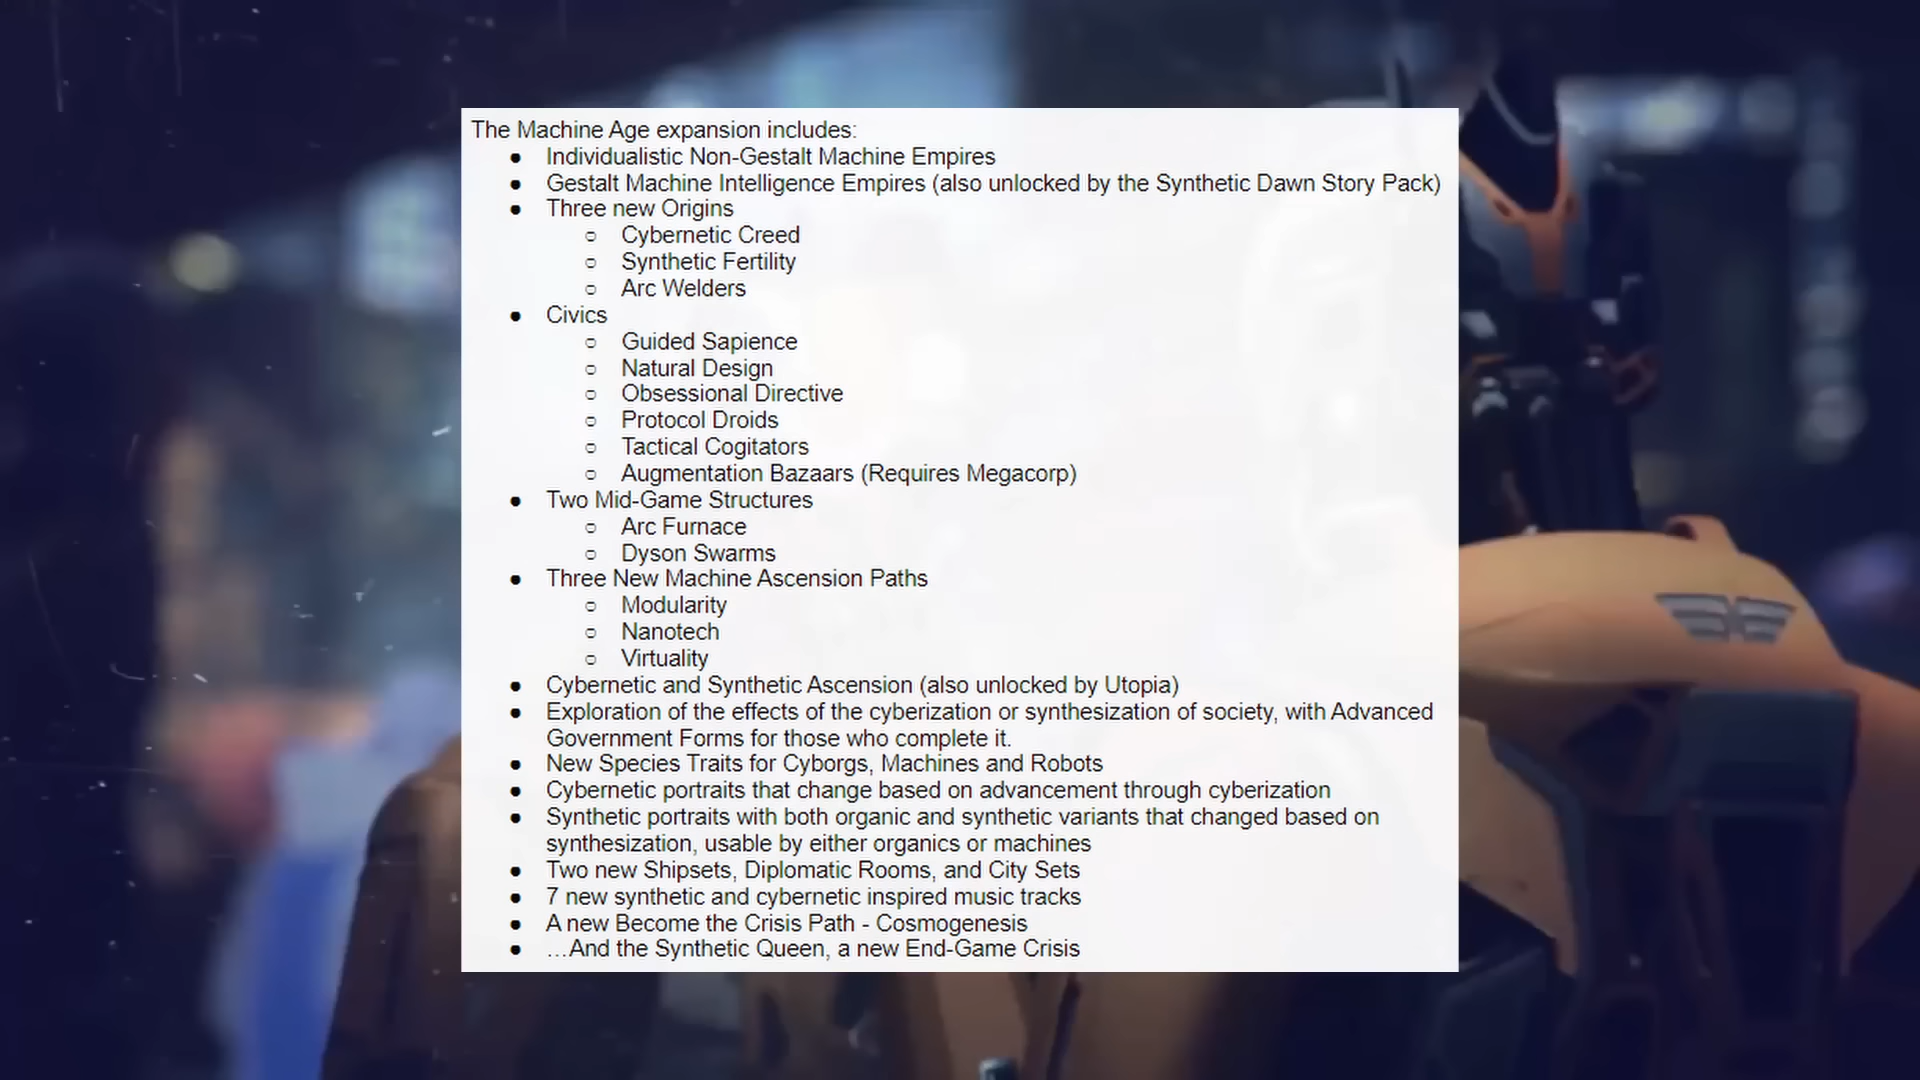 The Machine Age expansion includes:
● Individualistic Non-Gestalt Machine Empires
● Gestalt Machine Intelligence Empires (also unlocked by the Synthetic Dawn Story Pack)
● Three new Origins
○ Cybernetic Creed
○ Synthetic Fertility
○ Arc Welders
● Civics
○ Guided Sapience
○ Natural Design
○ Obsessional Directive
○ Protocol Droids
○ Tactical Cogitators
○ Augmentation Bazaars (Requires Megacorp)
● Two Mid-Game Structures
○ Arc Furnace
○ Dyson Swarms
● Three New Machine Ascension Paths
○ Modularity
○ Nanotech
○ Virtuality
● Cybernetic and Synthetic Ascension (also unlocked by Utopia)
● Exploration of the effects of the cyberization or synthesization of society, with Advanced
Government Forms for those who complete it.
● New Species Traits for Cyborgs, Machines and Robots
● Cybernetic portraits that change based on advancement through cyberization
● Synthetic portraits with both organic and synthetic variants that changed based on
synthesization, usable by either organics or machines
● Two new Shipsets, Diplomatic Rooms, and City Sets
● 7 new synthetic and cybernetic inspired music tracks
● A new Become the Crisis Path - Cosmogenesis
● …And the Synthetic Queen, a new End-Game Crisis